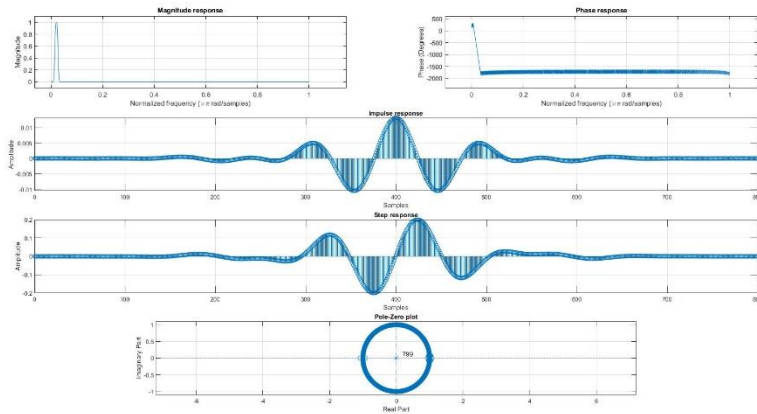 Magnitude response
Magnitude
1
0.8
0.6
0.4
0.2
0
0 0.2 0.4 0.6 0.8 1
Normalized frequency (×π rad/samples)
Phase response
Phase (Degrees)
500
0
-500
-1000
-1500
-2000
0 0.2 0.4 0.6 0.8 1
Normalized frequency (×π rad/samples)
Impulse response
Amplitude
0.01
0.005
0
-0.005
-0.01
0 100 200 300 400 500 600 700 800
Samples
Step response
Amplitude
0.2
0.1
0
-0.1
-0.2
0 100 200 300 400 500 600 700 800
Samples
Pole-Zero plot
Imaginary Part
1
0.5
0
-0.5
-1
799
-6 -4 -2 0 2 4 6
Real Part